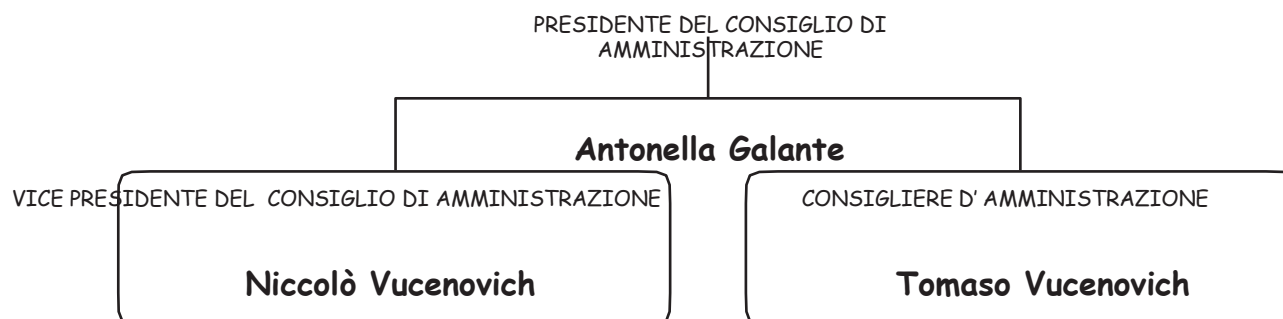 PRESIDENTE DEL CONSIGLIO DI
AMMINISTRAZIONE
Antonella Galante
VICE PRESIDENTE DEL CONSIGLIO DI AMMINISTRAZIONE
Niccolò Vucenovich
CONSIGLIERE D' AMMINISTRAZIONE
Tomaso Vucenovich